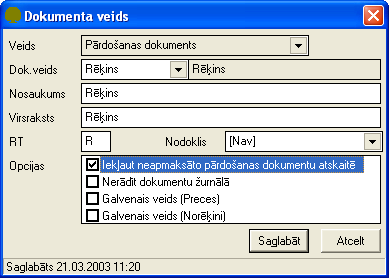 Dokumenta veids
Veids Pārdošanas dokuments
Dok.veids Rēķins Rēķins
Nosaukums Rēķins
Virsraksts Rēķins
RT R Nodoklis [Nav]
Opcijas Iekļaut neapmaksāto pārdošanas dokumentu atskaitē
Nerādīt dokumentu žurnālā
Galvenais veids (Preces)
Galvenais veids (Norēķini)
Saglabāt Atcelt
Saglabāts 21.03.2003 11:20